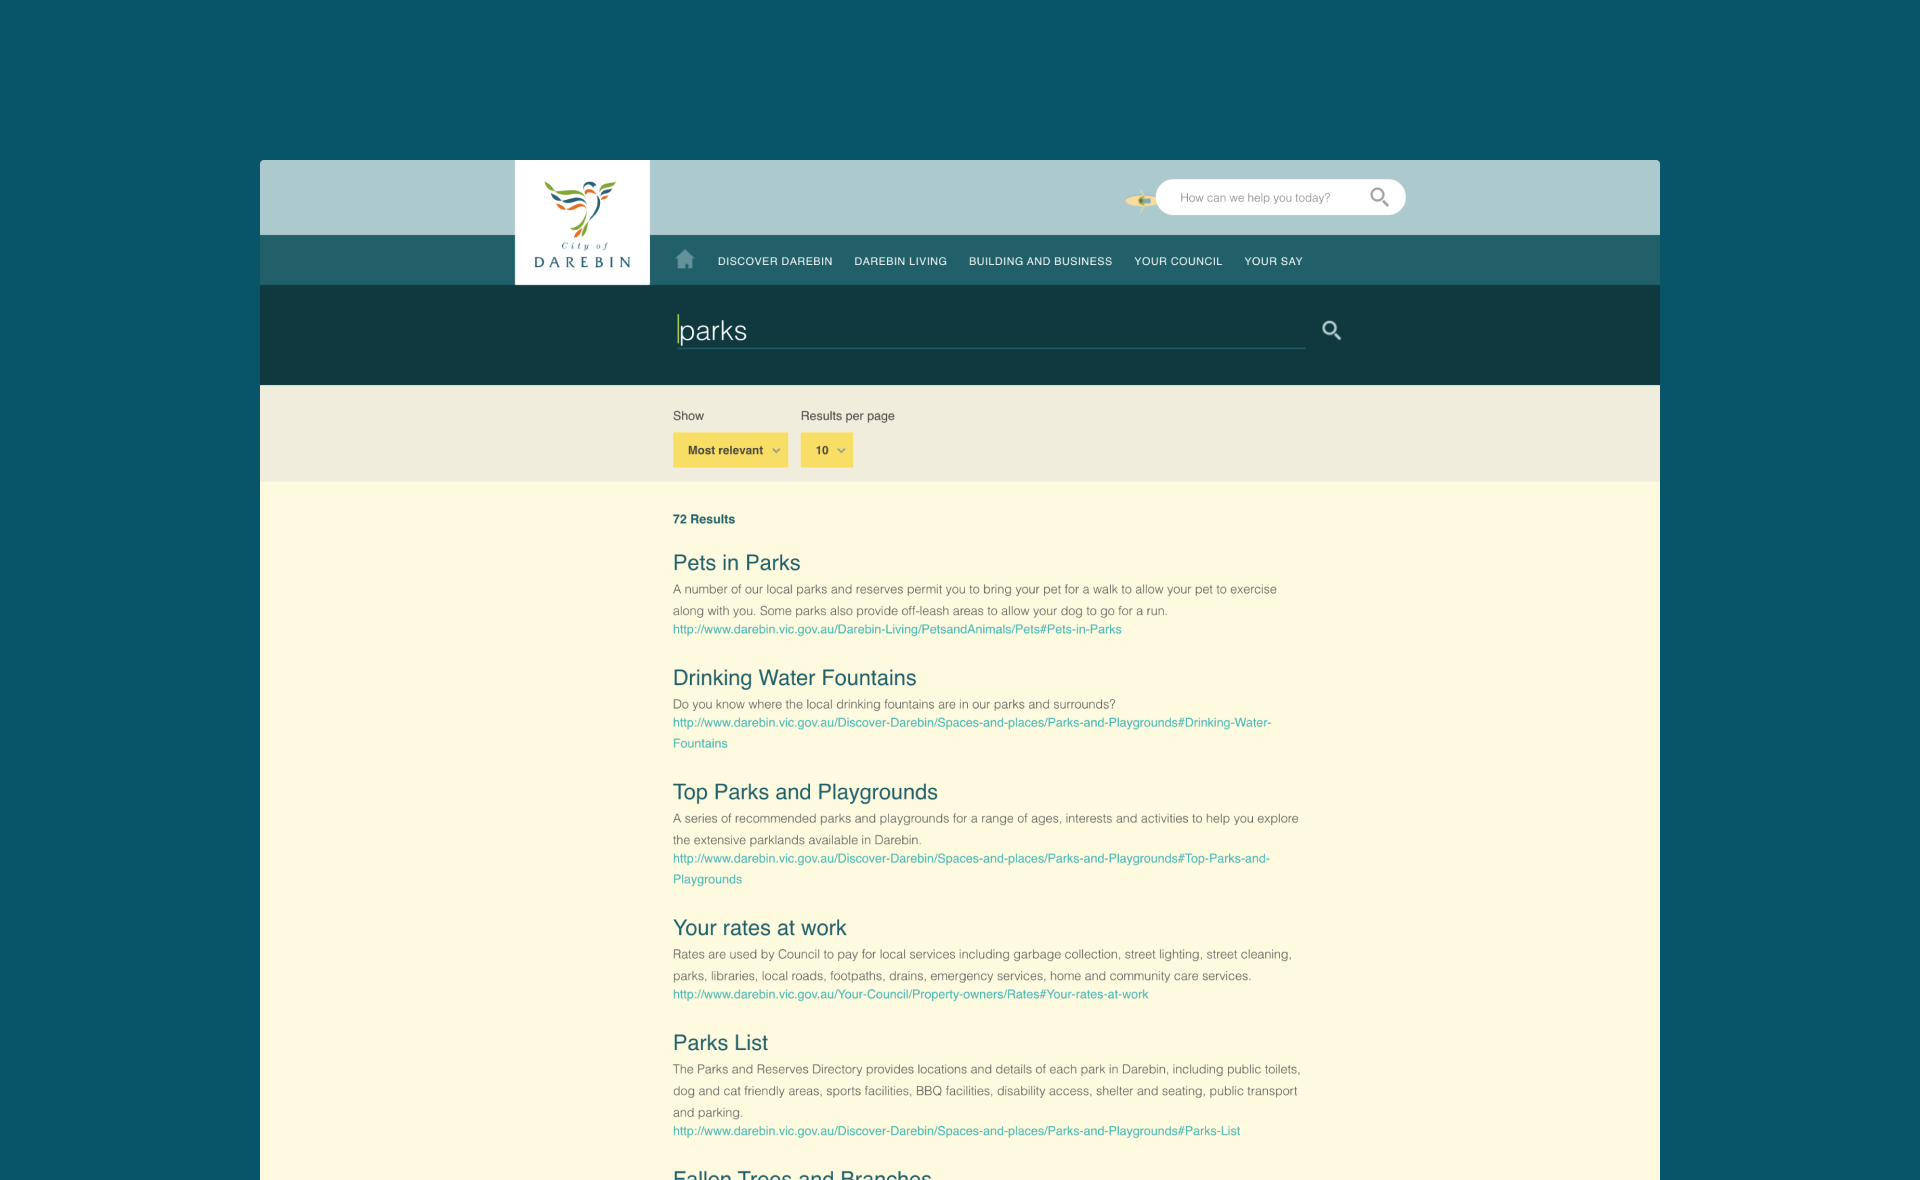 City of
DAREBIN
How can we help you today?
DISCOVER DAREBIN DAREBIN LIVING BUILDING AND BUSINESS YOUR COUNCIL YOUR SAY
parks
Show Results per page
Most relevant 10
72 Results
Pets in Parks
A number of our local parks and reserves permit you to bring your pet for a walk to allow your pet to exercise
along with you. Some parks also provide off-leash areas to allow your dog to go for a run.
http://www.darebin.vic.gov.au/Darebin-Living/PetsandAnimals/Pets#Pets-in-Parks
Drinking Water Fountains
Do you know where the local drinking fountains are in our parks and surrounds?
http://www.darebin.vic.gov.au/Discover-Darebin/Spaces-and-places/Parks-and-Playgrounds#Drinking-Water-
Fountains
Top Parks and Playgrounds
A series of recommended parks and playgrounds for a range of ages, interests and activities to help you explore
the extensive parklands available in Darebin.
http://www.darebin.vic.gov.au/Discover-Darebin/Spaces-and-places/Parks-and-Playgrounds#Top-Parks-and-
Playgrounds
Your rates at work
Rates are used by Council to pay for local services including garbage collection, street lighting, street cleaning,
parks, libraries, local roads, footpaths, drains, emergency services, home and community care services.
http://www.darebin.vic.gov.au/Your-Council/Property-owners/Rates#Your-rates-at-work
Parks List
The Parks and Reserves Directory provides locations and details of each park in Darebin, including public toilets,
dog and cat friendly areas, sports facilities, BBQ facilities, disability access, shelter and seating, public transport
and parking.
http://www.darebin.vic.gov.au/Discover-Darebin/Spaces-and-places/Parks-and-Playgrounds#Parks-List
Fallen Trees and Branches